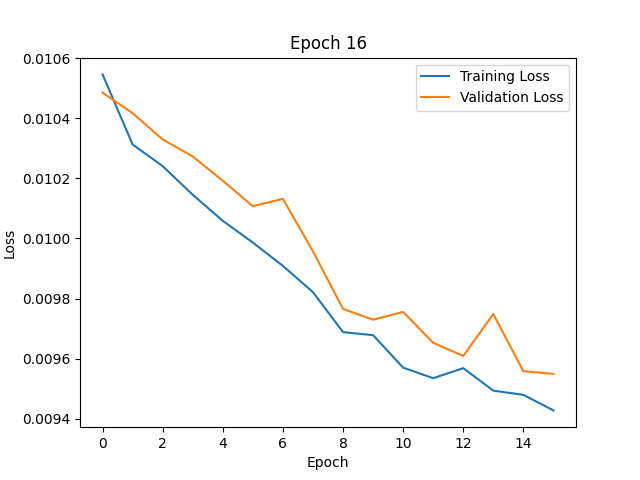 Epoch 16
Training Loss
Validation Loss
0.0106
0.0104
0.0102
0.0100
0.0098
0.0096
0.0094
Loss
0 2 4 6 8 10 12 14
Epoch